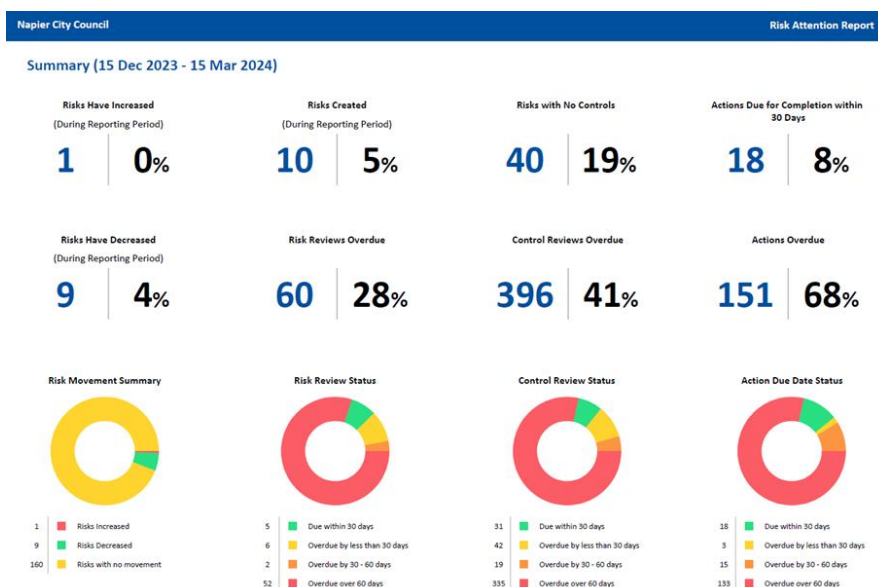 Napier City Council
Risk Attention Report
Summary (15 Dec 2023 - 15 Mar 2024)
Risks Have Increased
(During Reporting Period)
1 0%
Risks Created
(During Reporting Period)
10 5%
Risks with No Controls
40 19%
Actions Due for Completion within
30 Days
18 8%
Risks Have Decreased
(During Reporting Period)
9 4%
Risk Reviews Overdue
60 28%
Control Reviews Overdue
396 41%
Actions Overdue
151 68%
Risk Movement Summary
1 Risks Increased
9 Risks Decreased
160 Risks with no movement
Risk Review Status
5 Due within 30 days
6 Overdue by less than 30 days
2 Overdue by 30 - 60 days
52 Overdue over 60 days
Control Review Status
31 Due within 30 days
42 Overdue by less than 30 days
19 Overdue by 30 - 60 days
335 Overdue over 60 days
Action Due Date Status
18 Due within 30 days
3 Overdue by less than 30 days
15 Overdue by 30 - 60 days
133 Overdue over 60 days